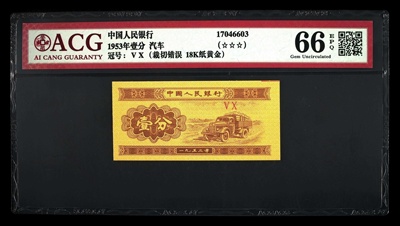 ACG
AI CANG GUARANTY
中国人民银行
1953年壹分 汽车
冠号: V X (裁切错误 18K纸黄金)
17046603
(☆☆☆)
66 EPQ
Gem Uncirculated
中國人民銀行
V X
壹分
一九五三年